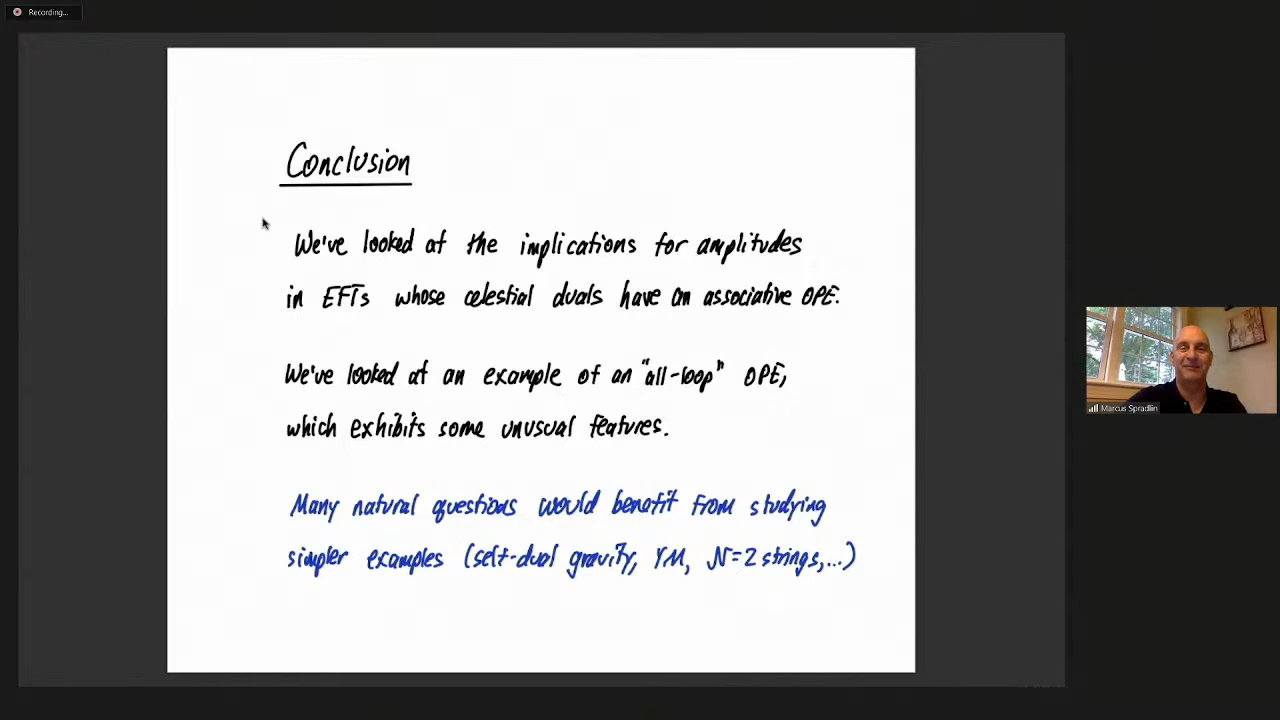 Recording...
Conclusion
We've looked at the implications for amplitudes
in EFTs whose celestial duals have an associative OPE.
We've looked at an example of an "all-loop" OPE,
which exhibits some unusual features.
Many natural questions would benefit from studying
simpler examples (self-dual gravity, YM, N=2 strings,...)
Marcus Spradlin